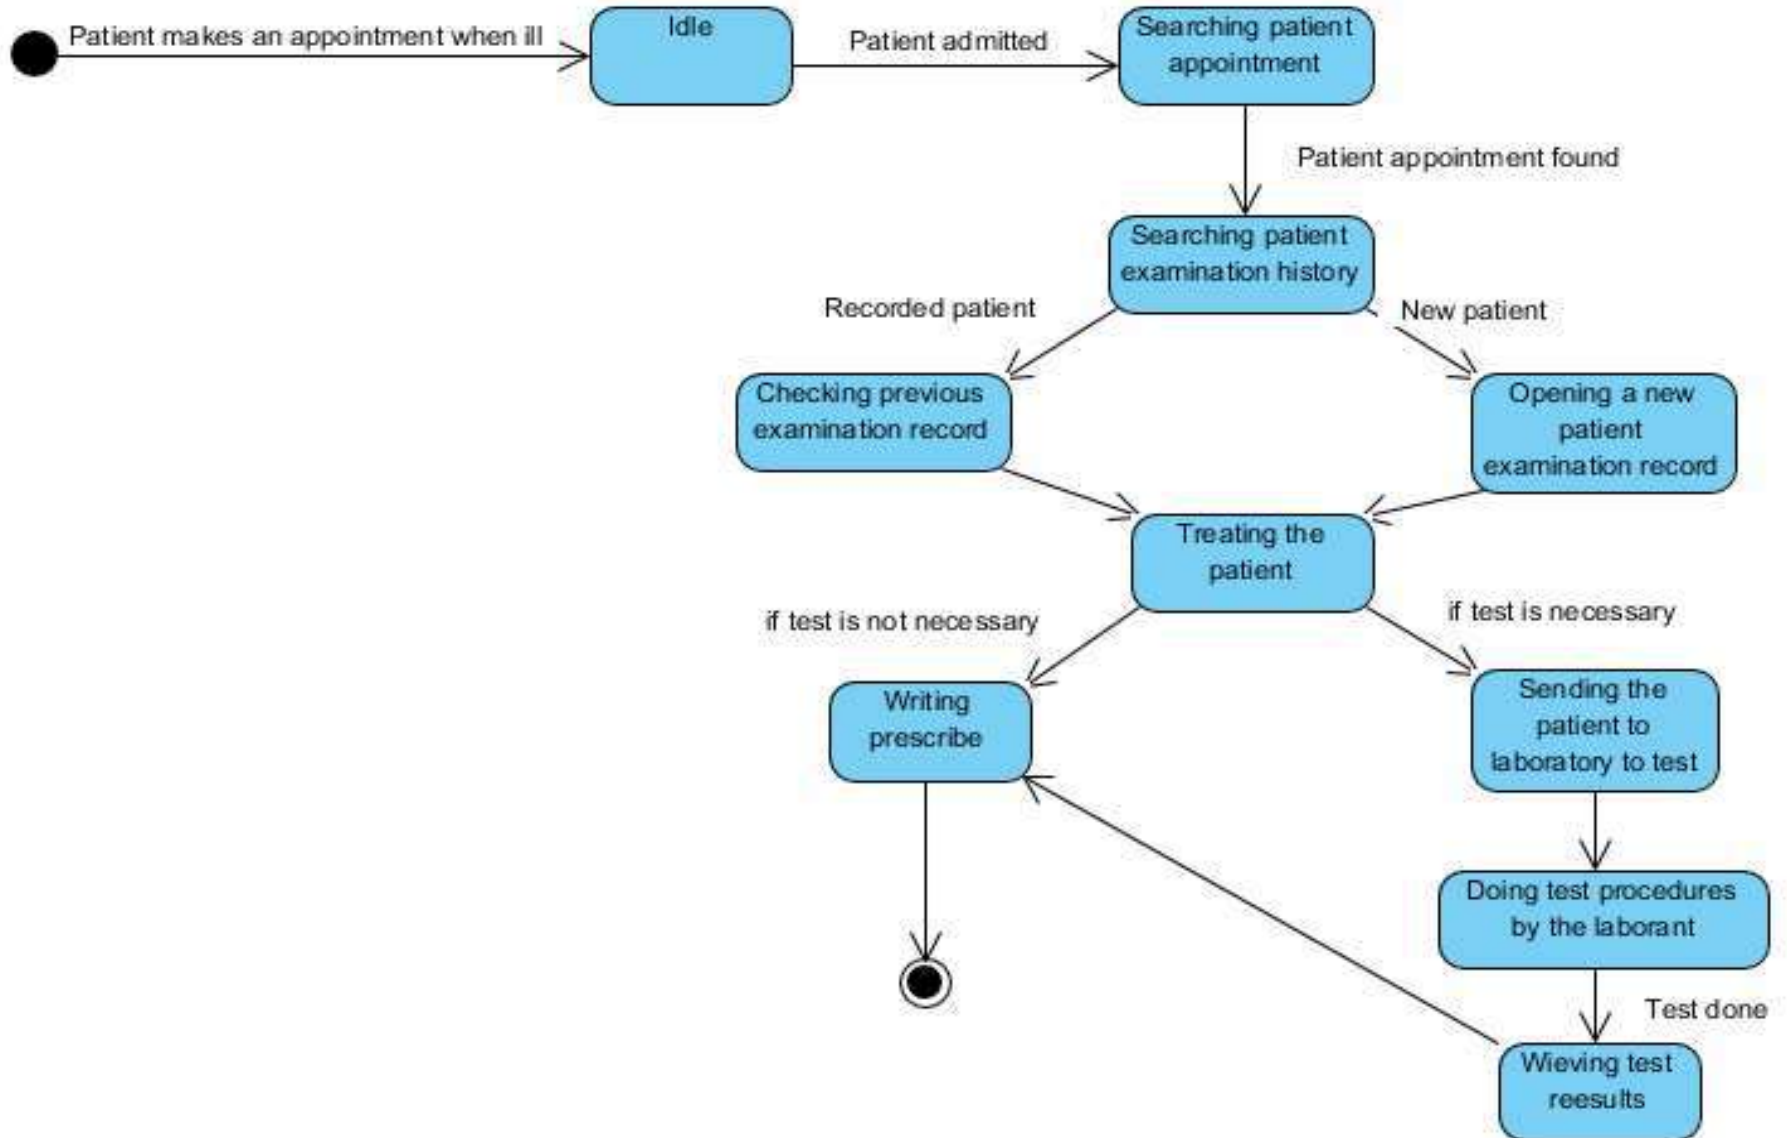 Patient makes an appointment when ill
Idle
Patient admitted
Searching patient
appointment
Patient appointment found
Searching patient
examination history
Recorded patient
New patient
Checking previous
examination record
Opening a new
patient
examination record
Treating the
patient
if test is not necessary
if test is necessary
Writing
prescribe
Sending the
patient to
laboratory to test
Doing test procedures
by the laborant
Test done
Wieving test
reesults